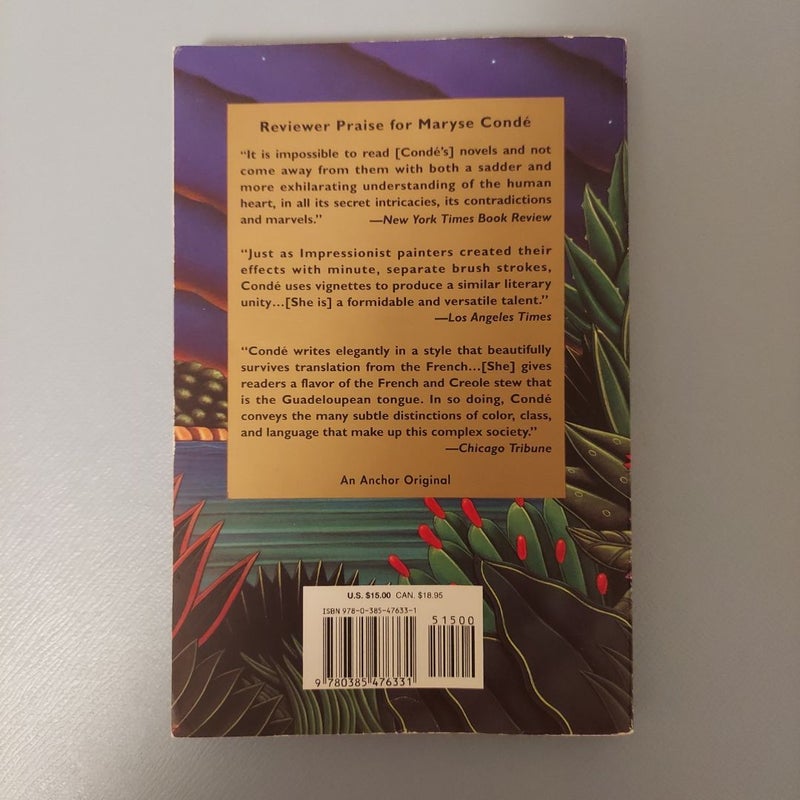 Reviewer Praise for Maryse Condé
“It is impossible to read [Condé’s] novels and not
come away from them with both a sadder and
more exhilarating understanding of the human
heart, in all its secret intricacies, its contradictions
and marvels.” —New York Times Book Review
“Just as Impressionist painters created their
effects with minute, separate brush strokes,
Condé uses vignettes to produce a similar literary
unity...[She is] a formidable and versatile talent.”
—Los Angeles Times
“Condé writes elegantly in a style that beautifully
survives translation from the French...[She] gives
readers a flavor of the French and Creole stew that
is the Guadeloupean tongue. In so doing, Condé
conveys the many subtle distinctions of color, class,
and language that make up this complex society.”
—Chicago Tribune
An Anchor Original
U.S. $15.00 CAN. $18.95
ISBN 978-0-385-47633-1
51500
9 780385 476331